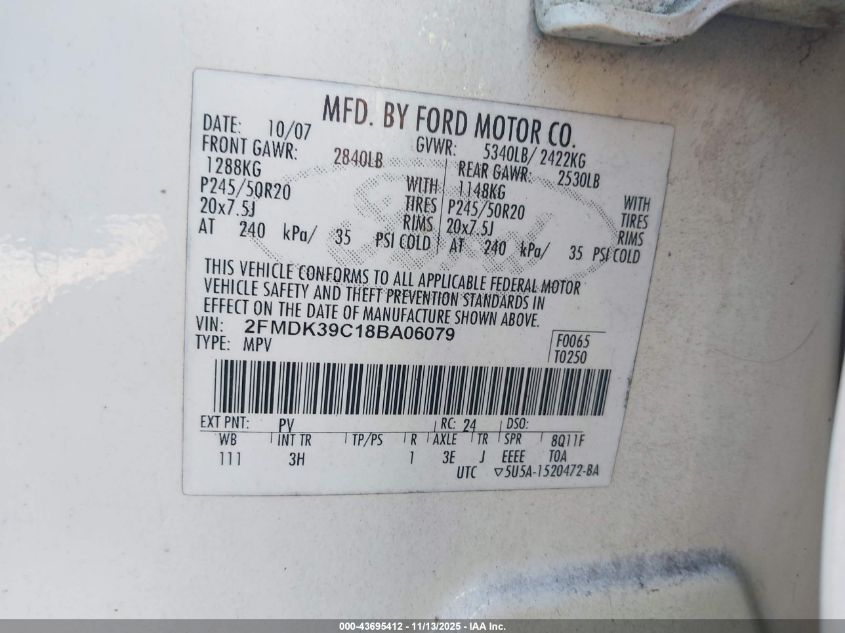 MFD. BY FORD MOTOR CO.
DATE: 10/07 GVWR: 5340LB/ 2422KG
FRONT GAWR: 2840LB REAR GAWR: 2530LB
1288KG WITH 1148KG WITH
P245/50R20 TIRES P245/50R20 TIRES
20x7.5J RIMS 20x7.5J RIMS
AT 240 kPa/ 35 PSI COLD AT 240 kPa/ 35 PSI COLD
THIS VEHICLE CONFORMS TO ALL APPLICABLE FEDERAL MOTOR
VEHICLE SAFETY AND THEFT PREVENTION STANDARDS IN
EFFECT ON THE DATE OF MANUFACTURE SHOWN ABOVE.
VIN: 2FMDK39C18BA06079 F0065
TYPE: MPV T0250
EXT PNT: PV RC: 24 DSO:
WB INT TR TP/PS R AXLE TR SPR 8Q11F
111 3H 1 3E J EEEE TOA
UTC ▽5U5A-1520472-BA
000-43695412 - 11/13/2025 - IAA Inc.